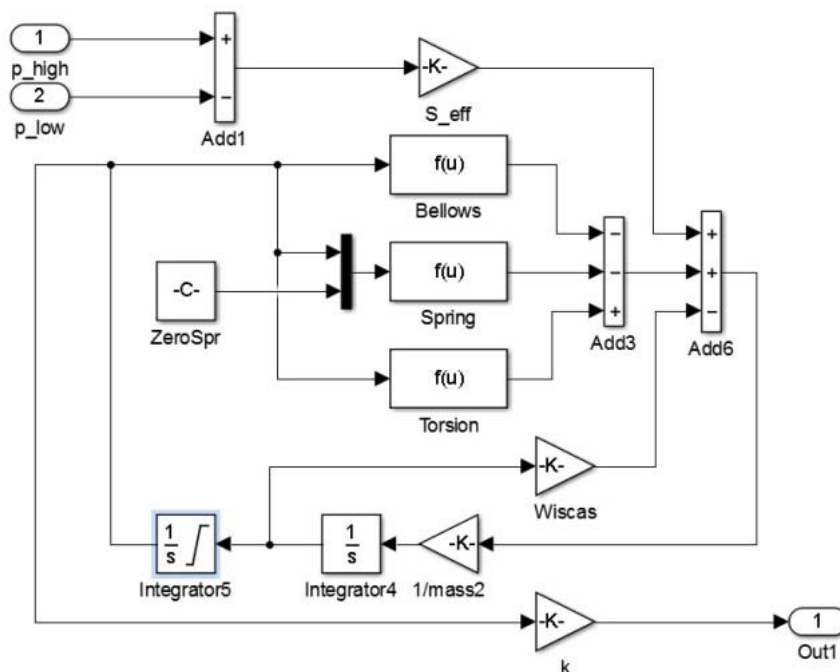 1
p_high
2
p_low
+
−
Add1
-K-
S_eff
f(u)
Bellows
-C-
ZeroSpr
f(u)
Spring
f(u)
Torsion
−
−
+
Add3
+
+
−
Add6
-K-
Wiscas
1
s
Integrator5
1
s
Integrator4
-K-
1/mass2
-K-
k
1
Out1